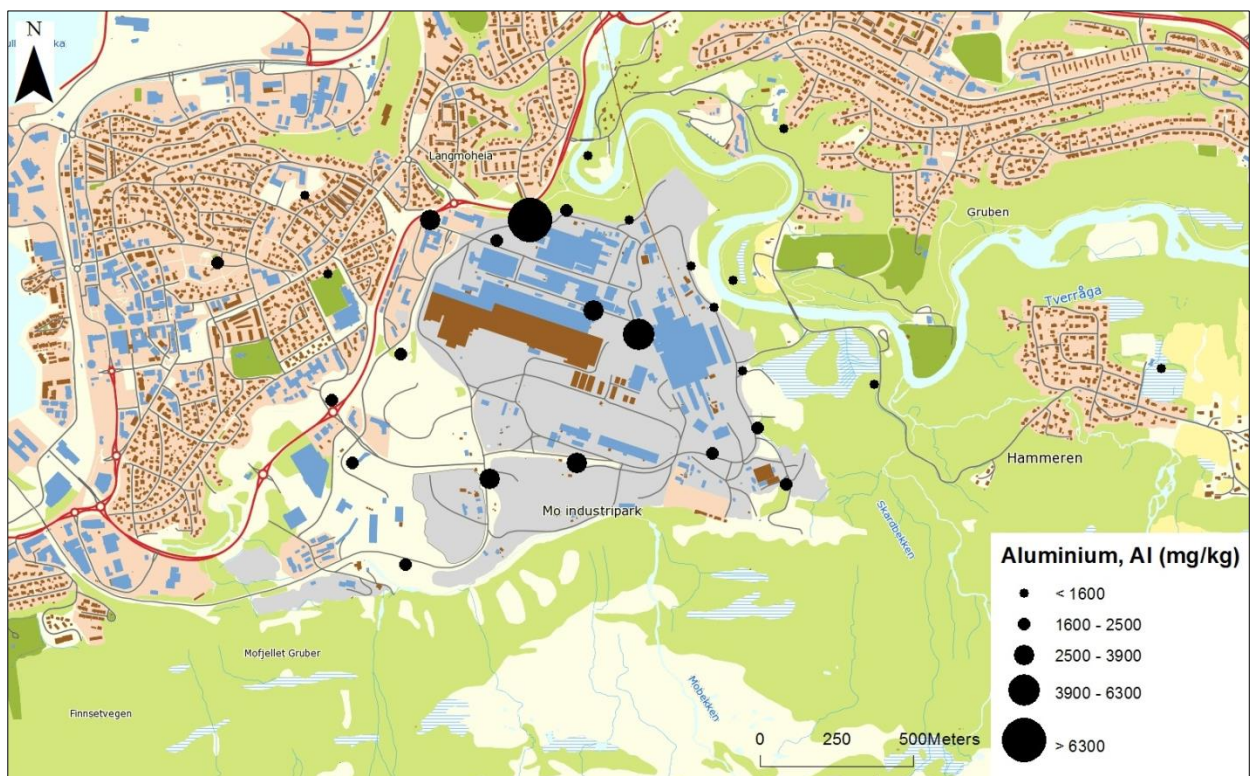 N
Langmoheia
Gruben
Tverråga
Hammeren
Mo industripark
Skardbekken
Mofjellet Gruber
Mobekken
Finnsetvegen
Aluminium, Al (mg/kg)
< 1600
1600 - 2500
2500 - 3900
3900 - 6300
> 6300
0 250 500Meters